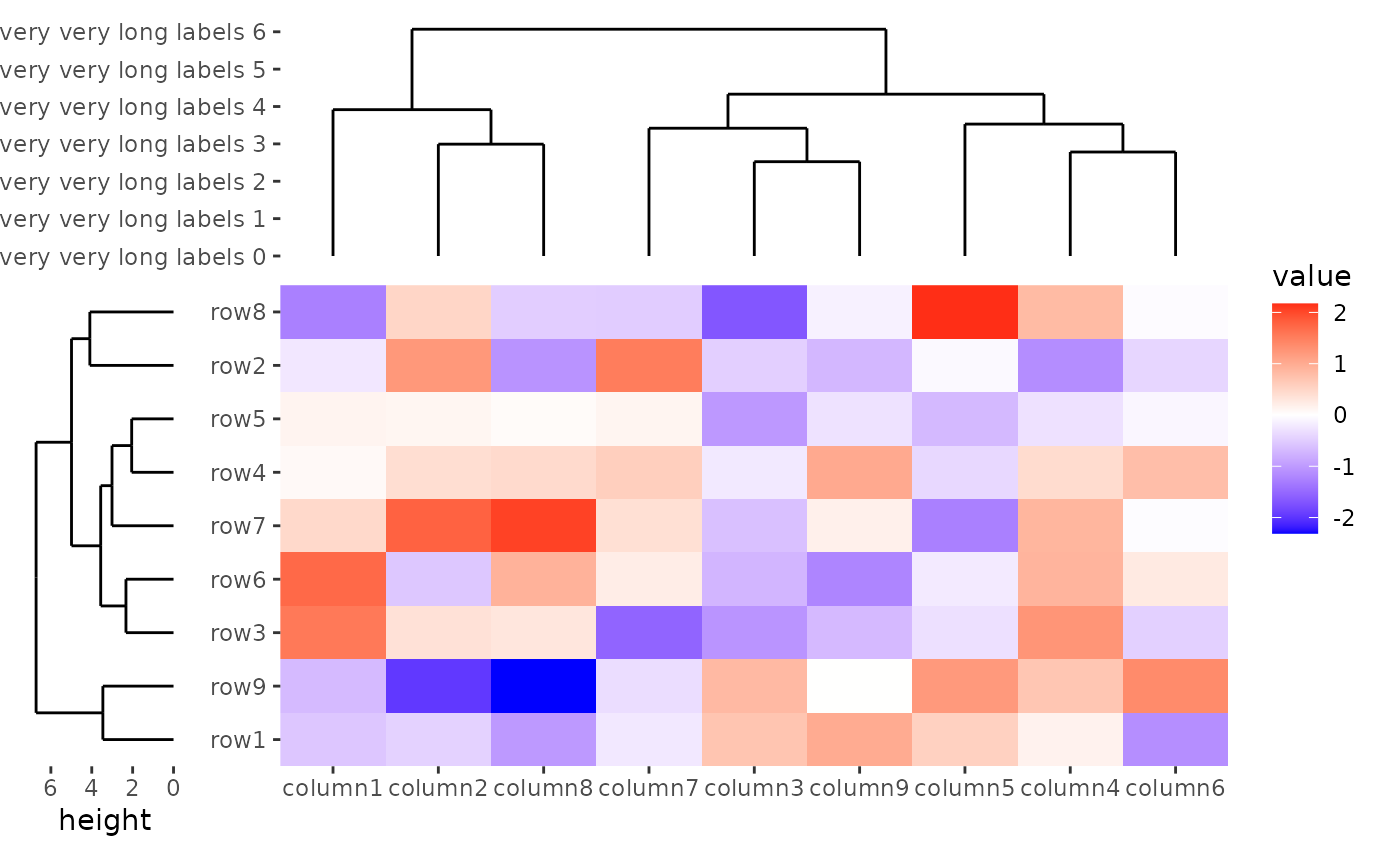 very very long labels 6
very very long labels 5
very very long labels 4
very very long labels 3
very very long labels 2
very very long labels 1
very very long labels 0
value
2
1
0
-1
-2
row8
row2
row5
row4
row7
row6
row3
row9
row1
6 4 2 0
height
column1 column2 column8 column7 column3 column9 column5 column4 column6